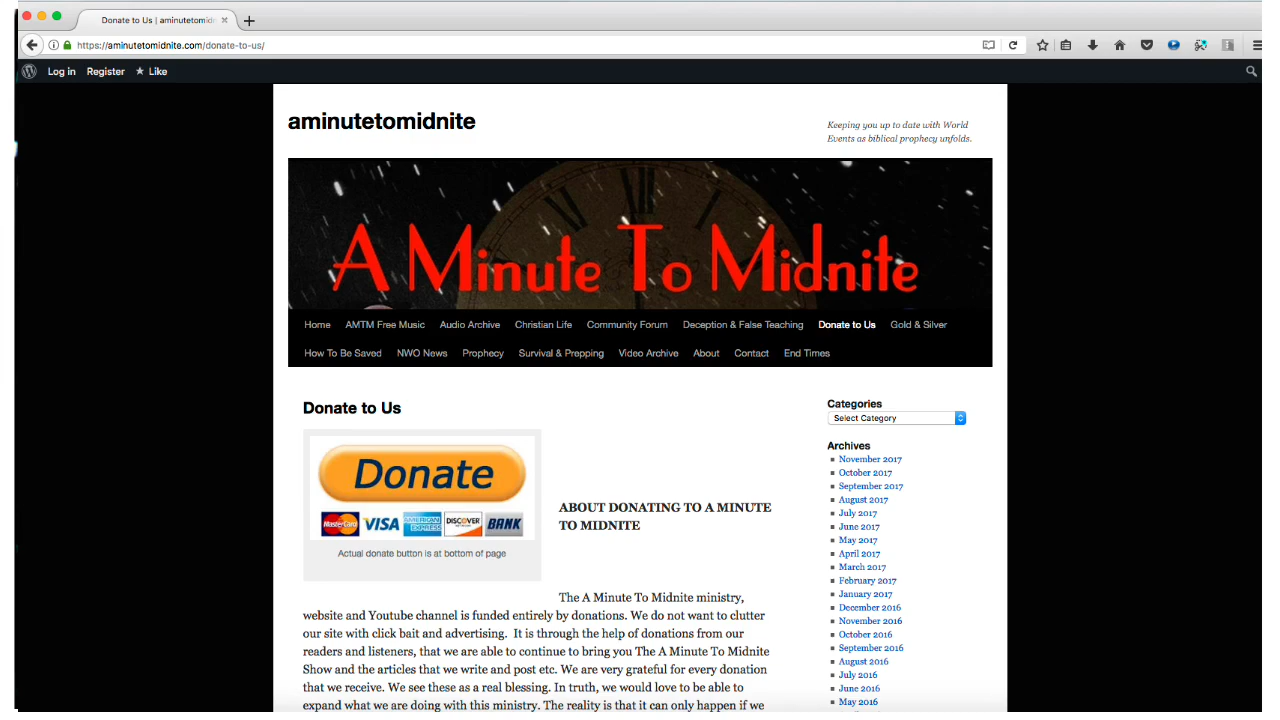 Donate to Us | aminutetomidn
https://aminutetomidnite.com/donate-to-us/
Log in Register Like
aminutetomidnite
Keeping you up to date with World
Events as biblical prophecy unfolds.
A Minute To Midnite
Home AMTM Free Music Audio Archive Christian Life Community Forum Deception & False Teaching Donate to Us Gold & Silver
How To Be Saved NWO News Prophecy Survival & Prepping Video Archive About Contact End Times
Donate to Us
Donate
MasterCard VISA AMERICAN EXPRESS DISCOVER BANK
Actual donate button is at bottom of page
ABOUT DONATING TO A MINUTE
TO MIDNITE
The A Minute To Midnite ministry,
website and Youtube channel is funded entirely by donations. We do not want to clutter
our site with click bait and advertising. It is through the help of donations from our
readers and listeners, that we are able to continue to bring you The A Minute To Midnite
Show and the articles that we write and post etc. We are very grateful for every donation
that we receive. We see these as a real blessing. In truth, we would love to be able to
expand what we are doing with this ministry. The reality is that it can only happen if we
Categories
Select Category
Archives
November 2017
October 2017
September 2017
August 2017
July 2017
June 2017
May 2017
April 2017
March 2017
February 2017
January 2017
December 2016
November 2016
October 2016
September 2016
August 2016
July 2016
June 2016
May 2016